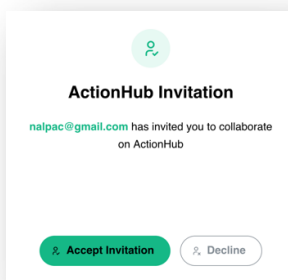 ActionHub Invitation
nalpac@gmail.com has invited you to collaborate
on ActionHub
Accept Invitation
Decline